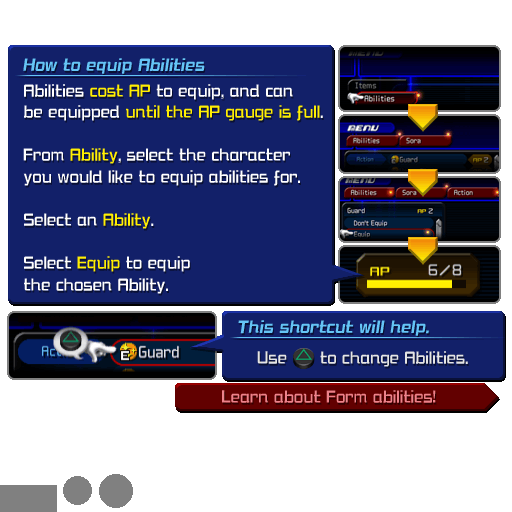 How to equip Abilities
Abilities cost AP to equip, and can
be equipped until the AP gauge is full.
From Ability, select the character
you would like to equip abilities for.
Select an Ability.
Select Equip to equip
the chosen Ability.
Items
Abilities
MENU
Abilities Sora
Action Guard AP 2
MENU
Abilities Sora Action
Guard AP 2
Don't Equip
Equip
AP 6/8
Guard
This shortcut will help.
Use to change Abilities.
Learn about Form abilities!